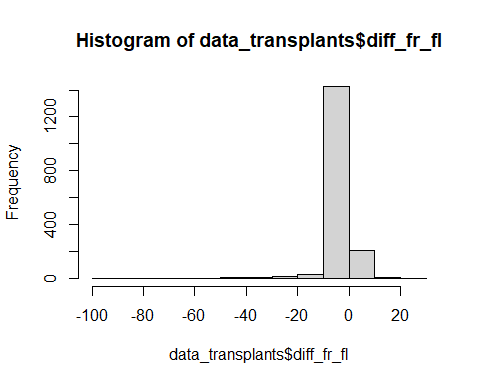 Histogram of data_transplants$diff_fr_fl
Frequency
1200
800
400
0
-100 -80 -60 -40 -20 0 20
data_transplants$diff_fr_fl